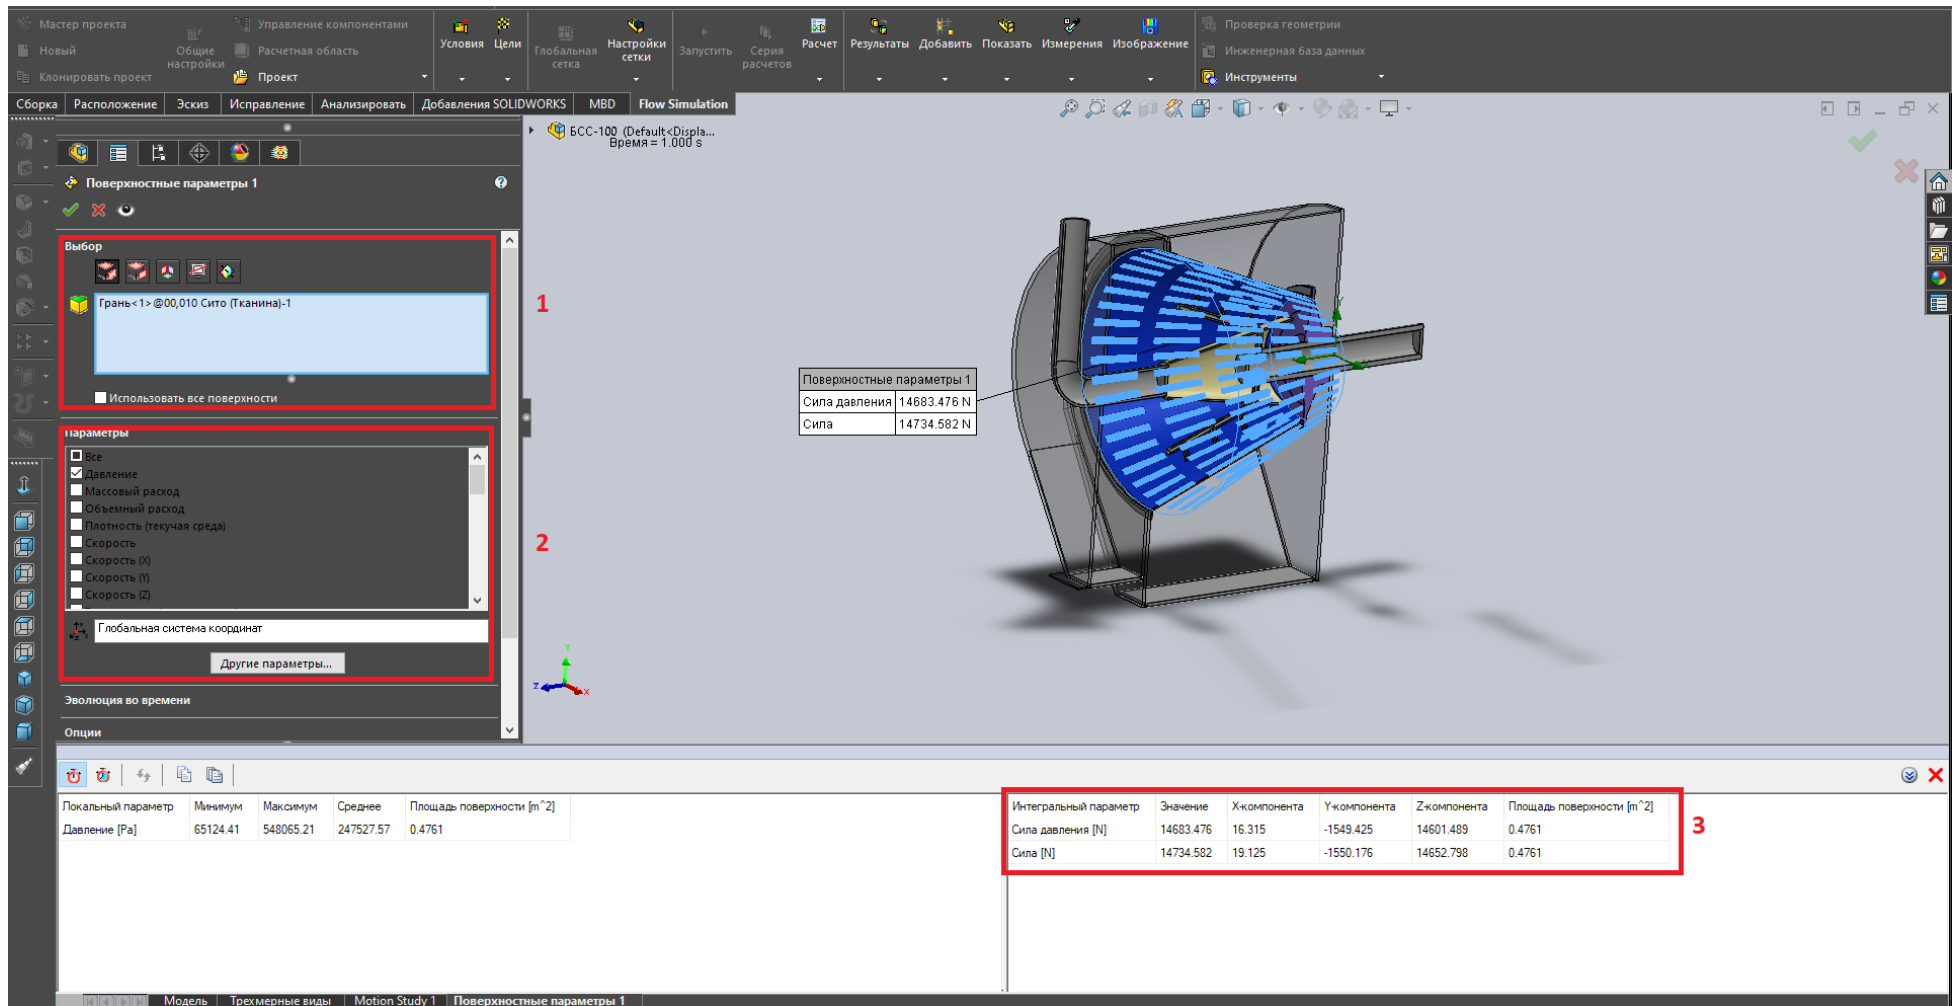 Мастер проекта
Новый
Клонировать проект
Общие
настройки
Управление компонентами
Расчетная область
Проект
Условия
Цели
Глобальная
сетка
Настройки
сетки
Запустить
Серия
расчетов
Расчет
Результаты
Добавить
Показать
Измерения
Изображение
Проверка геометрии
Инженерная база данных
Инструменты
Сборка
Расположение
Эскиз
Исправление
Анализировать
Добавления SOLIDWORKS
MBD
Flow Simulation
БСС-100 (Default<Displa...
Время = 1.000 s
Поверхностные параметры 1
Выбор
Грань<1>@00,010 Сито (Тканина)-1
Использовать все поверхности
1
Параметры
Все
Давление
Массовый расход
Объемный расход
Плотность (текучая среда)
Скорость
Скорость (X)
Скорость (Y)
Скорость (Z)
Глобальная система координат
Другие параметры...
2
Эволюция во времени
Опции
Поверхностные параметры 1
Сила давления 14683.476 N
Сила 14734.582 N
Y
X
Y
Z
X
Локальный параметр Минимум Максимум Среднее Площадь поверхности [m^2]
Давление [Pa] 65124.41 548065.21 247527.57 0.4761
Интегральный параметр Значение X-компонента Y-компонента Z-компонента Площадь поверхности [m^2]
Сила давления [N] 14683.476 16.315 -1549.425 14601.489 0.4761
Сила [N] 14734.582 19.125 -1550.176 14652.798 0.4761
3
Модель
Трехмерные виды
Motion Study 1
Поверхностные параметры 1